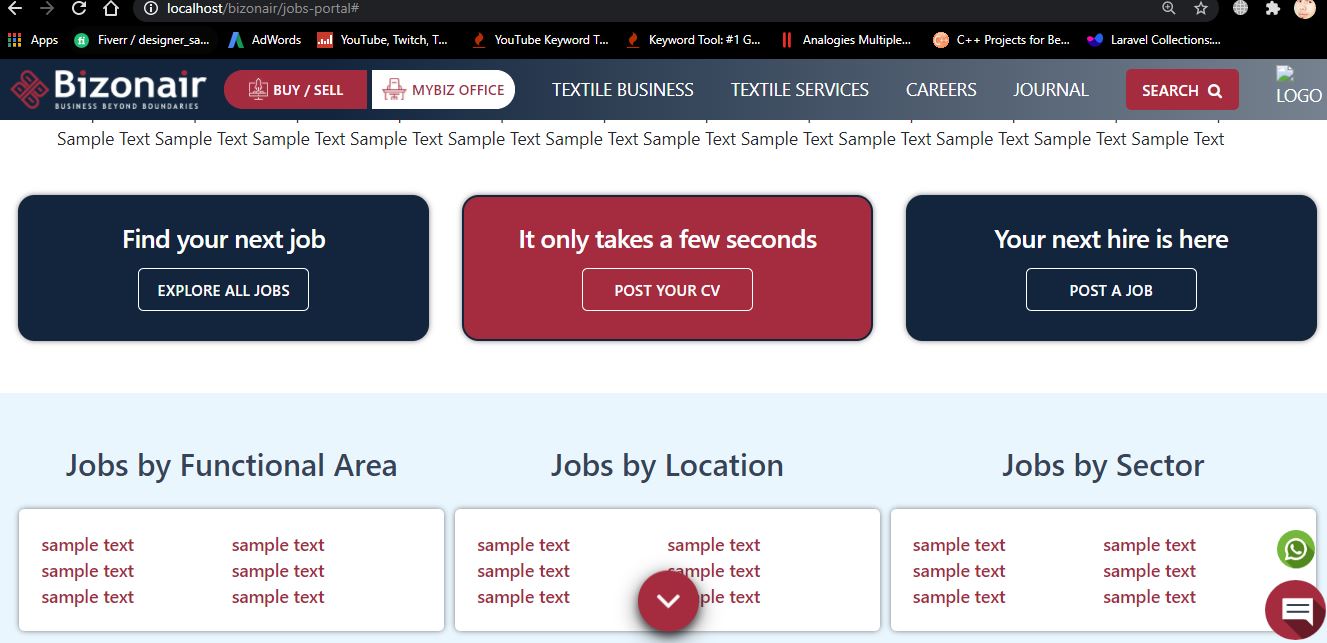 localhost/bizonair/jobs-portal#
Apps
fi Fiverr / designer_sa...
AdWords
YouTube, Twitch, T...
YouTube Keyword T...
Keyword Tool: #1 G...
Analogies Multiple...
C++ Projects for Be...
Laravel Collections:...
Bizonair
BUSINESS BEYOND BOUNDARIES
BUY / SELL
MYBIZ OFFICE
TEXTILE BUSINESS
TEXTILE SERVICES
CAREERS
JOURNAL
SEARCH
LOGO
Sample Text Sample Text Sample Text Sample Text Sample Text Sample Text Sample Text Sample Text Sample Text Sample Text Sample Text Sample Text
Find your next job
EXPLORE ALL JOBS
It only takes a few seconds
POST YOUR CV
Your next hire is here
POST A JOB
Jobs by Functional Area
sample text sample text
sample text sample text
sample text sample text
Jobs by Location
sample text sample text
sample text sample text
sample text ple text
Jobs by Sector
sample text sample text
sample text sample text
sample text sample text